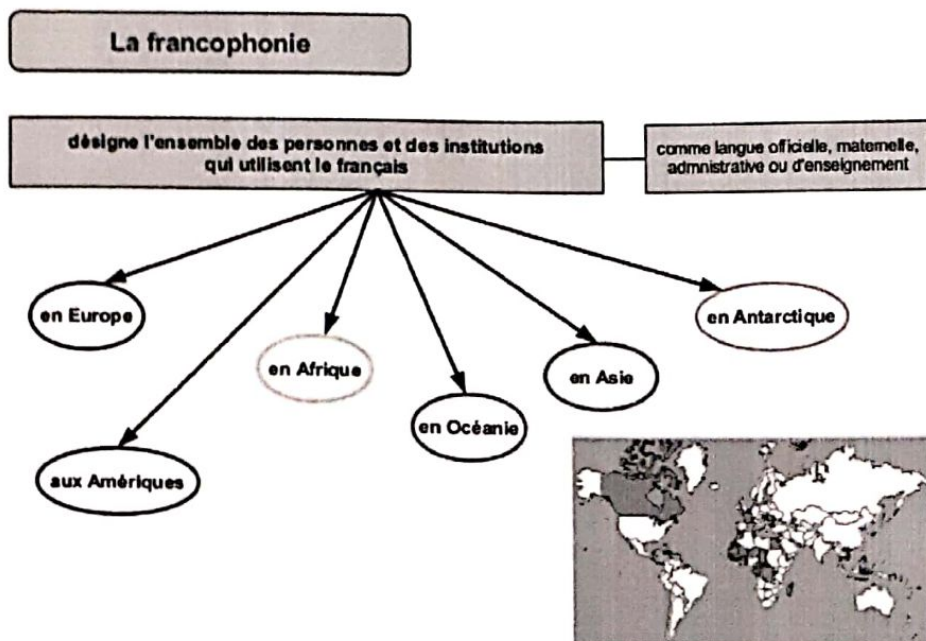 La francophonie
désigne l'ensemble des personnes et des institutions
qui utilisent le français
comme langue officielle, maternelle,
admnistrative ou d'enseignement
en Europe
en Antarctique
en Afrique
en Asie
en Océanie
aux Amériques